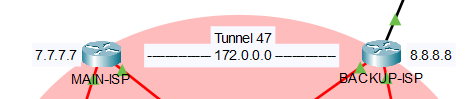 Tunnel 47
7.7.7.7 ---------------- 172.0.0.0 --------------- 8.8.8.8
MAIN-ISP BACKUP-ISP